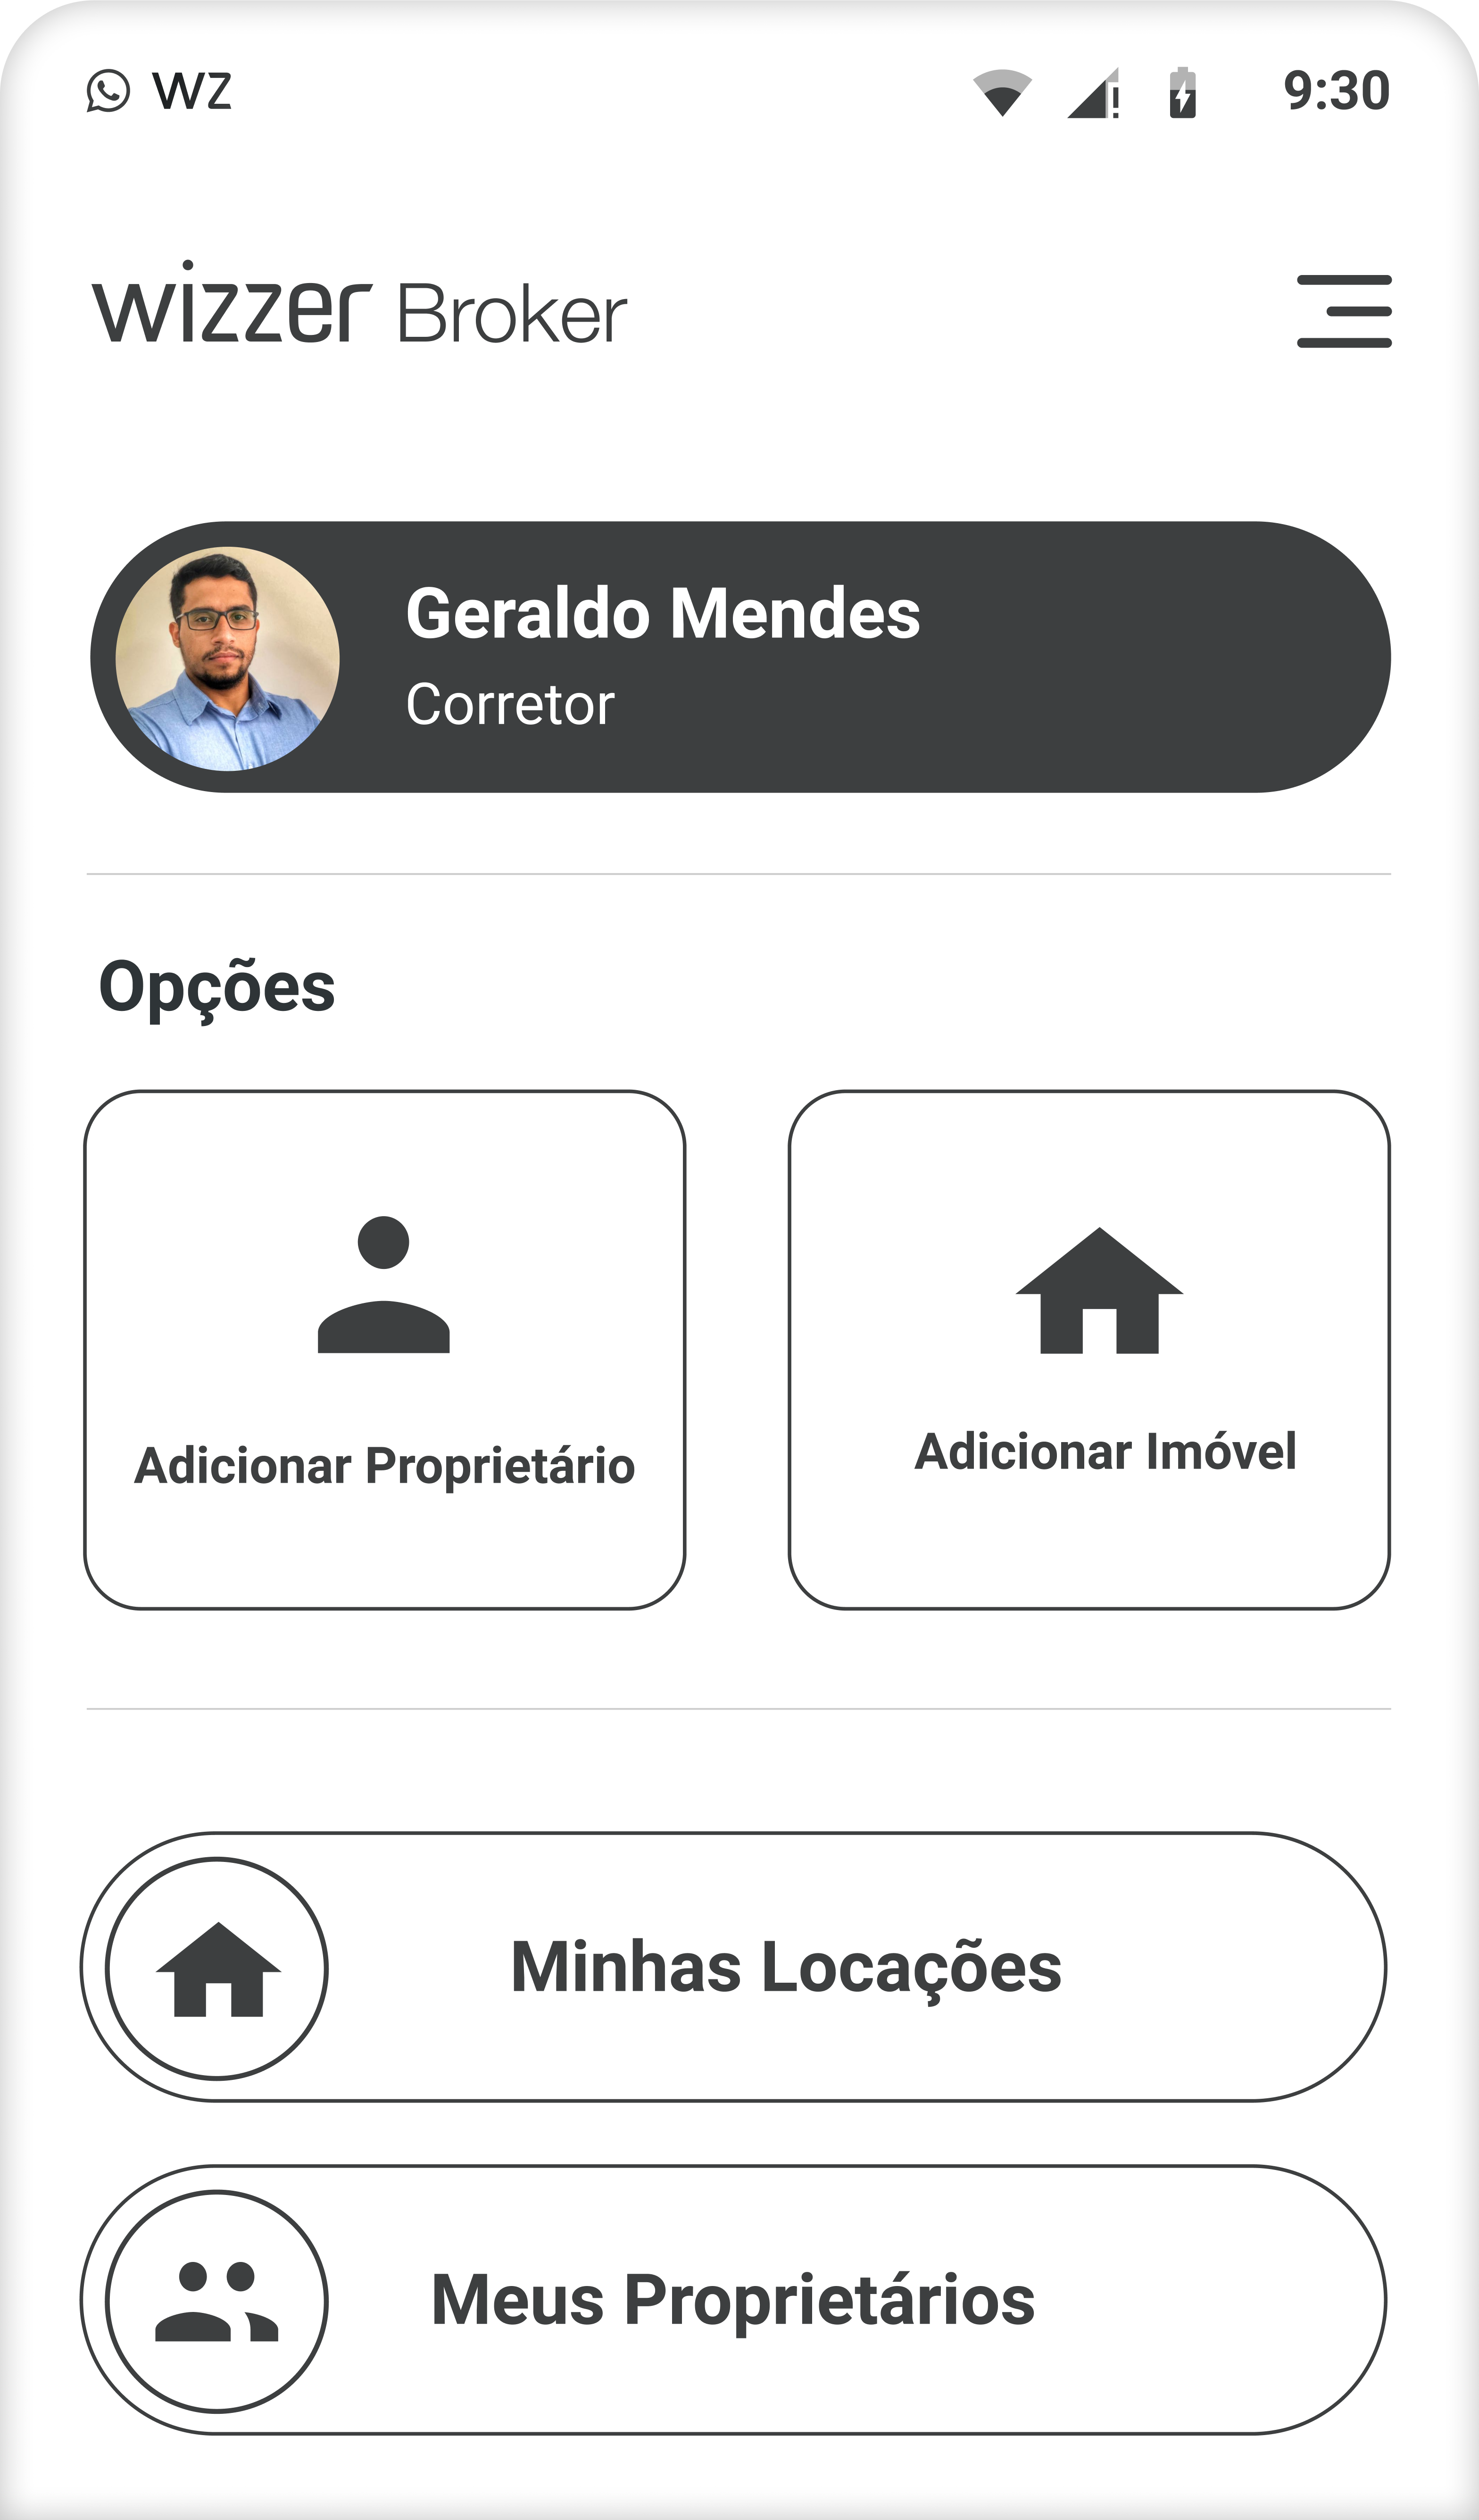 WZ
9:30
wizzer Broker
Geraldo Mendes
Corretor
Opções
Adicionar Proprietário
Adicionar Imóvel
Minhas Locações
Meus Proprietários